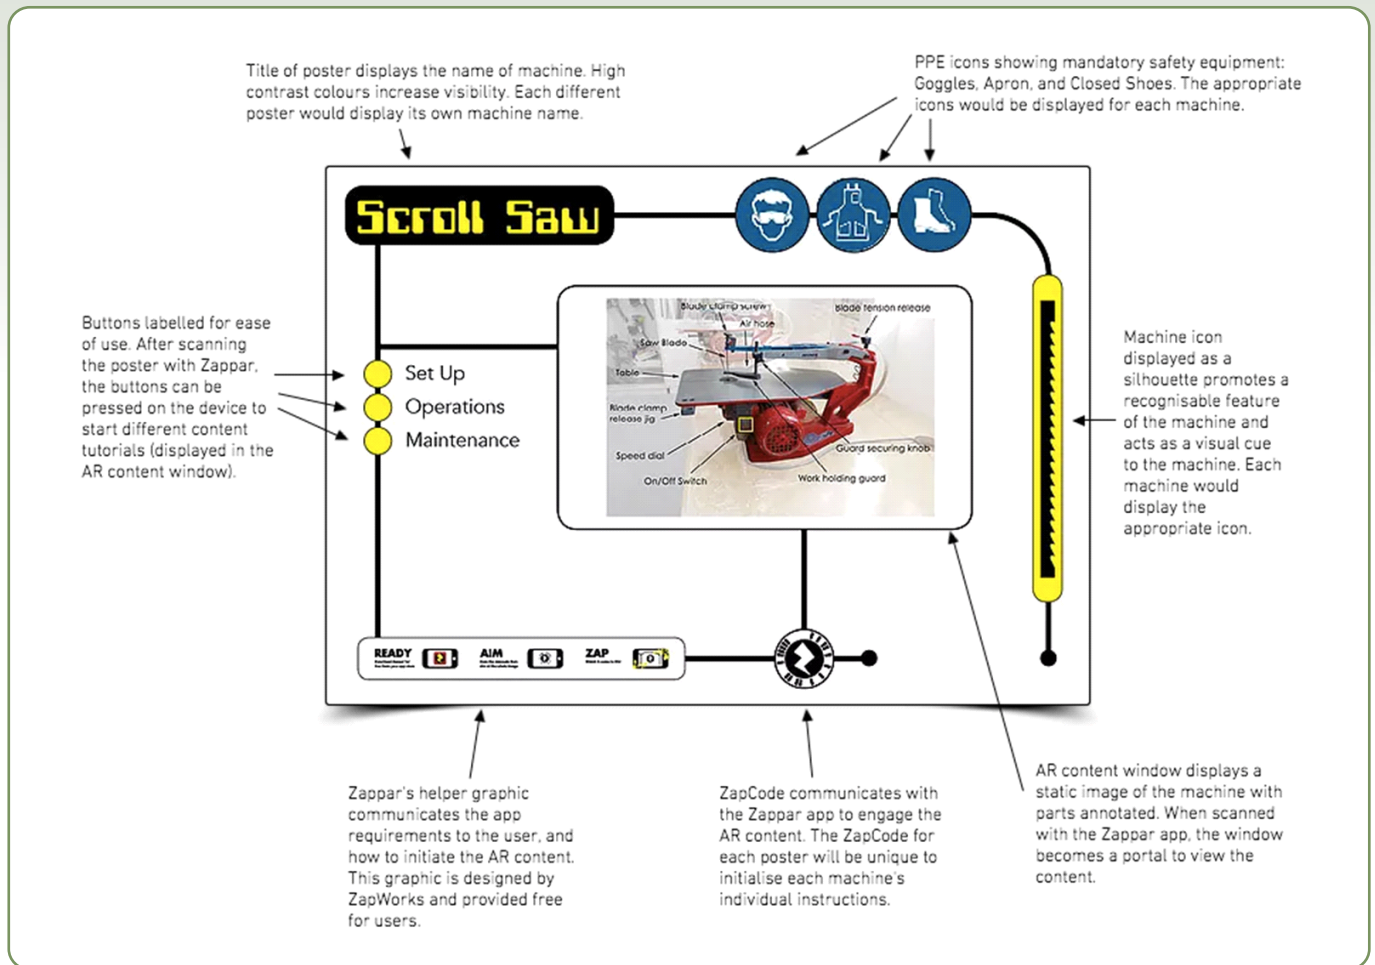 Title of poster displays the name of machine. High
contrast colours increase visibility. Each different
poster would display its own machine name.
PPE icons showing mandatory safety equipment:
Goggles, Apron, and Closed Shoes. The appropriate
icons would be displayed for each machine.
Scroll Saw
Buttons labelled for ease
of use. After scanning
the poster with Zappar,
the buttons can be
pressed on the device to
start different content
tutorials (displayed in the
AR content window).
Set Up
Operations
Maintenance
Blade clamp screw
Blade tension release
Air hose
Saw Blade
Table
Blade clamp
release jig
Speed dial
Guard securing knob
On/Off Switch
Work holding guard
Machine icon
displayed as a
silhouette promotes a
recognisable feature
of the machine and
acts as a visual cue
to the machine. Each
machine would
display the
appropriate icon.
READY
AIM
ZAP
Zappar's helper graphic
communicates the app
requirements to the user, and
how to initiate the AR content.
This graphic is designed by
ZapWorks and provided free
for users.
ZapCode communicates with
the Zappar app to engage the
AR content. The ZapCode for
each poster will be unique to
initialise each machine's
individual instructions.
AR content window displays a
static image of the machine with
parts annotated. When scanned
with the Zappar app, the window
becomes a portal to view the
content.